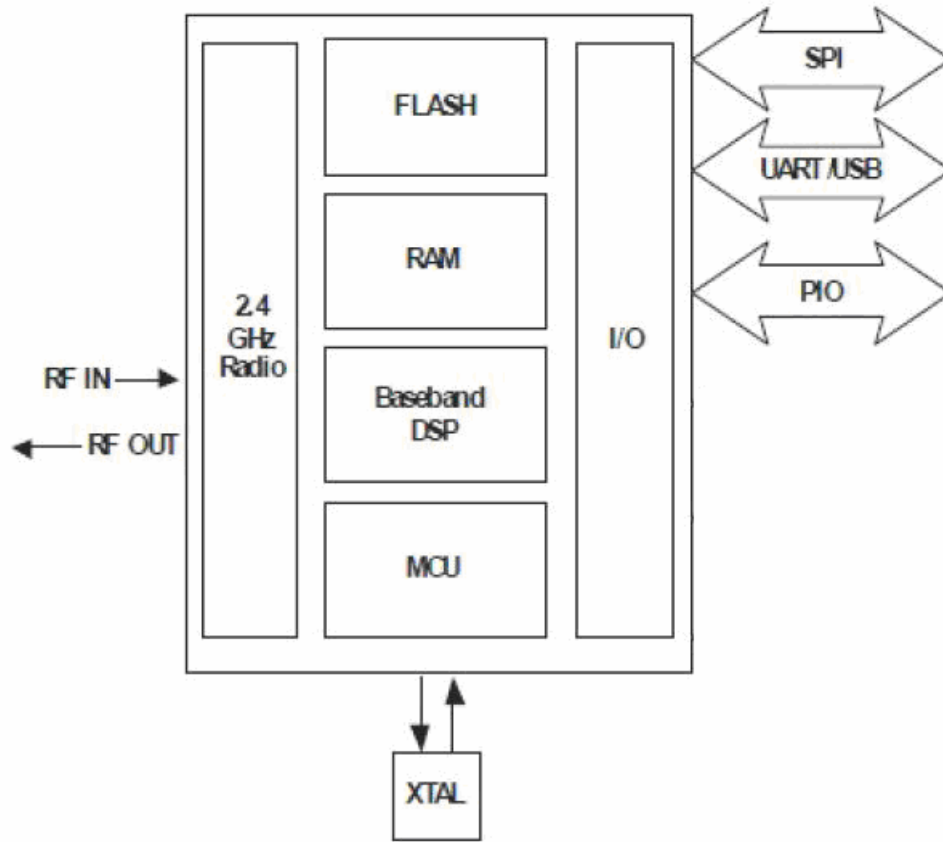 FLASH
RAM
Baseband
DSP
MCU
2.4
GHz
Radio
I/O
SPI
UART/USB
PIO
RF IN
RF OUT
XTAL